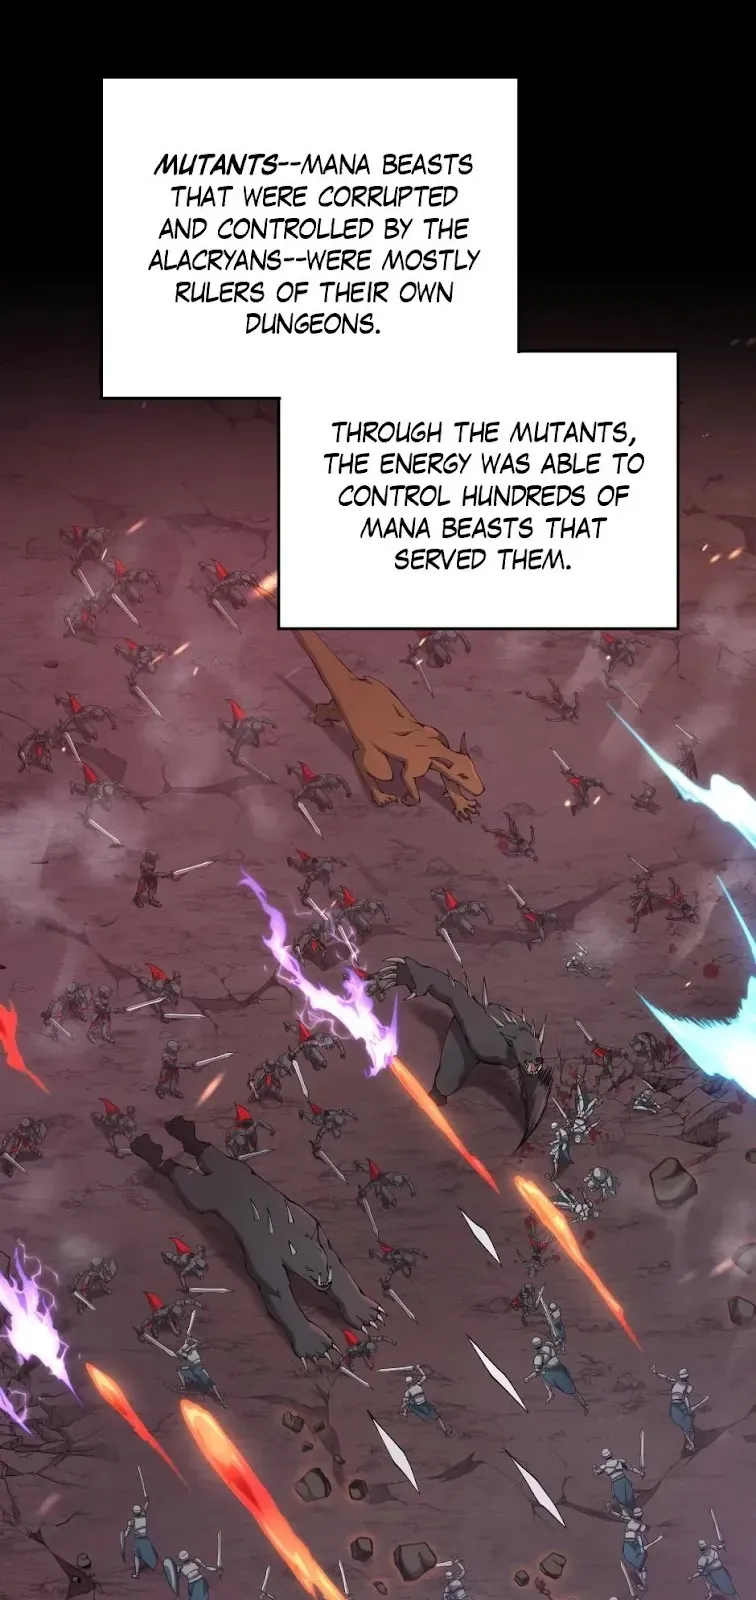 MUTANTS--MANA BEASTS
THAT WERE CORRUPTED
AND CONTROLLED BY THE
ALACRYANS--WERE MOSTLY
RULERS OF THEIR OWN
DUNGEONS.
THROUGH THE MUTANTS,
THE ENERGY WAS ABLE TO
CONTROL HUNDREDS OF
MANA BEASTS THAT
SERVED THEM.